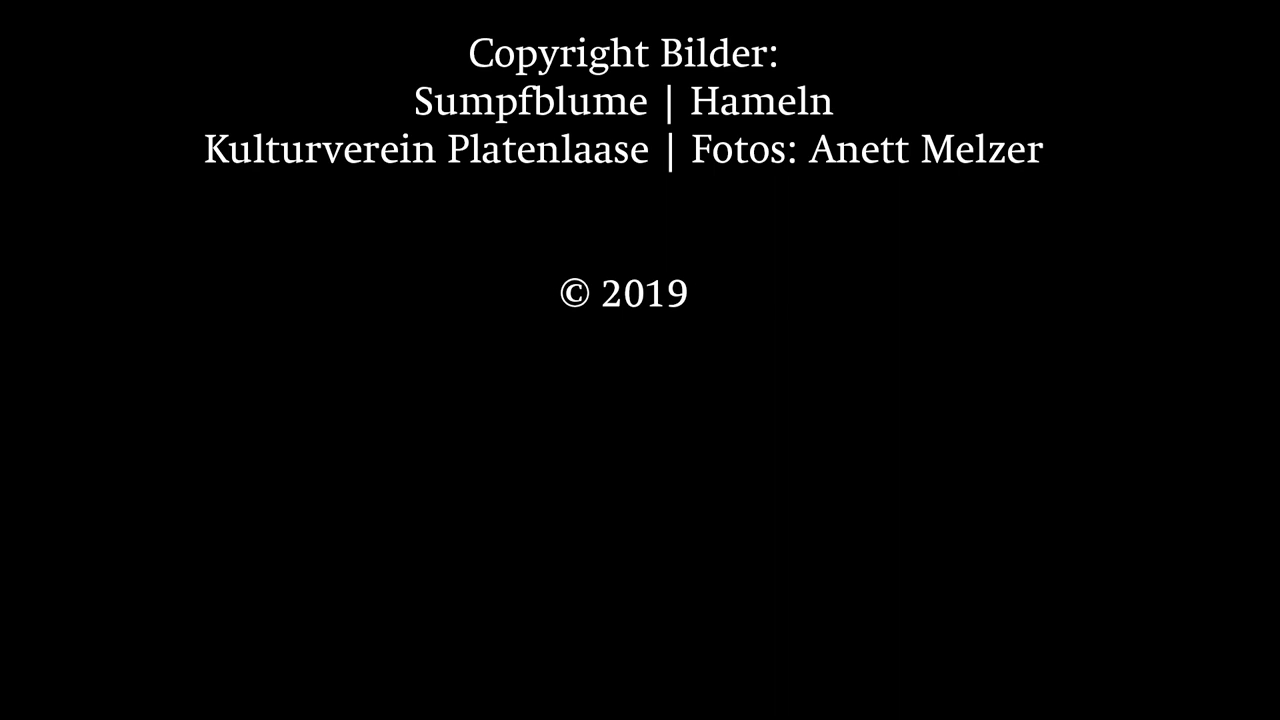 Copyright Bilder:
Sumpfblume | Hameln
Kulturverein Platenlaase | Fotos: Anett Melzer
© 2019